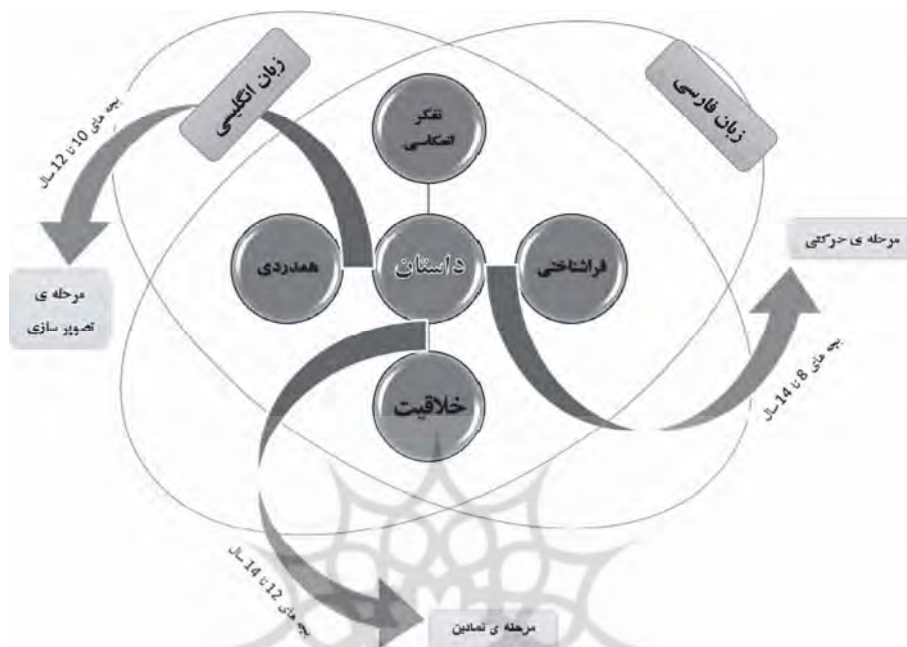 زبان انگلیسی
زبان فارسی
تفکر
انعکاسی
همدردی
داستان
فراشناختی
خلاقیت
بچه های 10 تا 12 سال
مرحله ی
تصویر سازی
مرحله ی حرکتی
بچه های 8 تا 14 سال
بچه های 12 تا 14 سال
مرحله ی نمادین